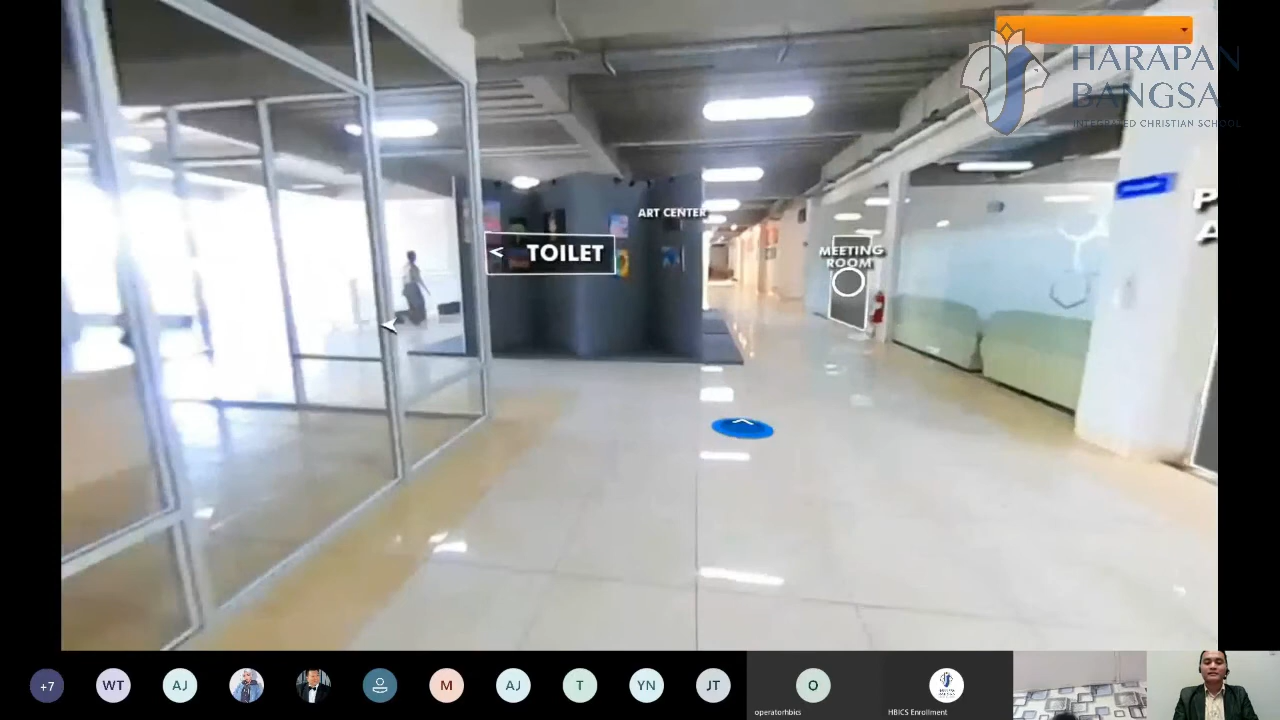 HARAPAN
BANGSA
INTEGRATED CHRISTIAN SCHOOL
ART CENTER
< TOILET
MEETING
ROOM
P
A
+7
WT
AJ
M
AJ
T
YN
JT
O
operatorhbics
HBICS Enrollment